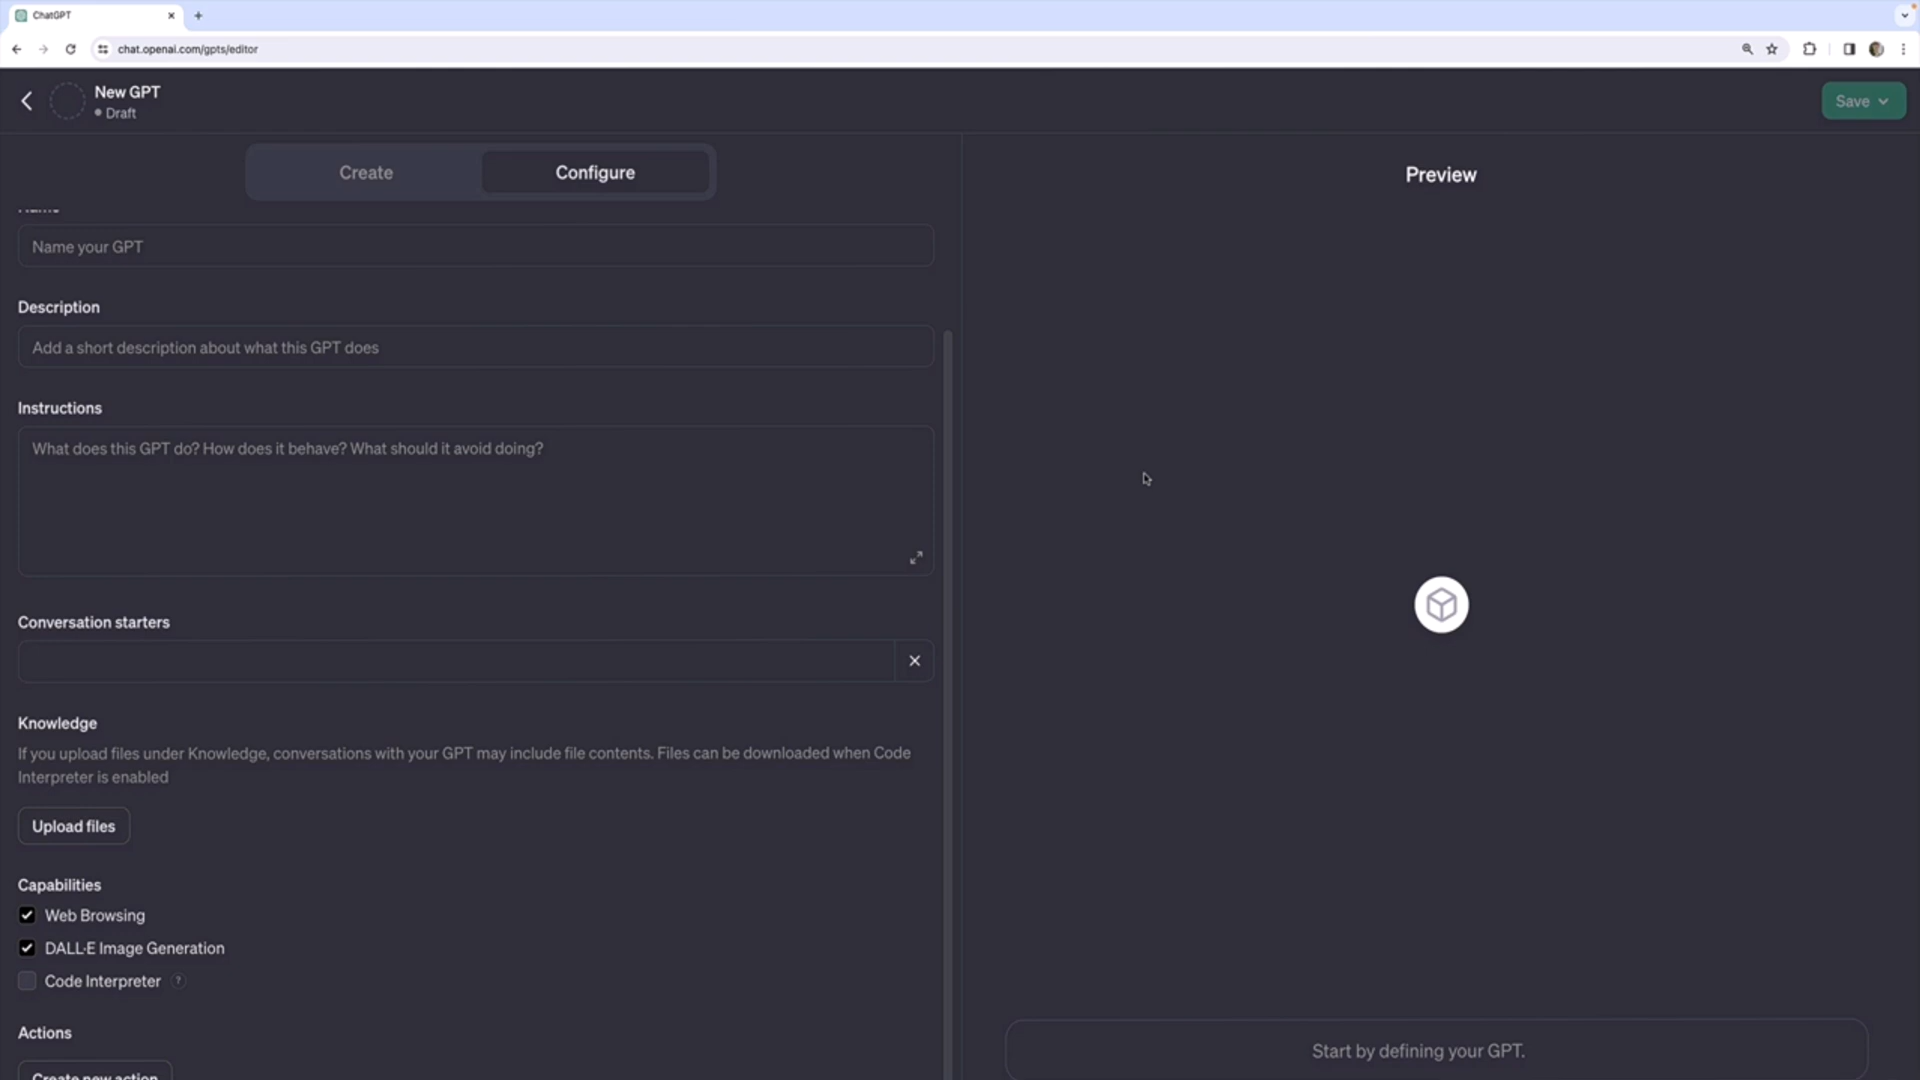 ChatGPT
chat.openai.com/gpts/editor
New GPT
Draft
Save
Create
Configure
Preview
Name
Name your GPT
Description
Add a short description about what this GPT does
Instructions
What does this GPT do? How does it behave? What should it avoid doing?
Conversation starters
Knowledge
If you upload files under Knowledge, conversations with your GPT may include file contents. Files can be downloaded when Code
Interpreter is enabled
Upload files
Capabilities
Web Browsing
DALL·E Image Generation
Code Interpreter ?
Actions
Create new action
Start by defining your GPT.